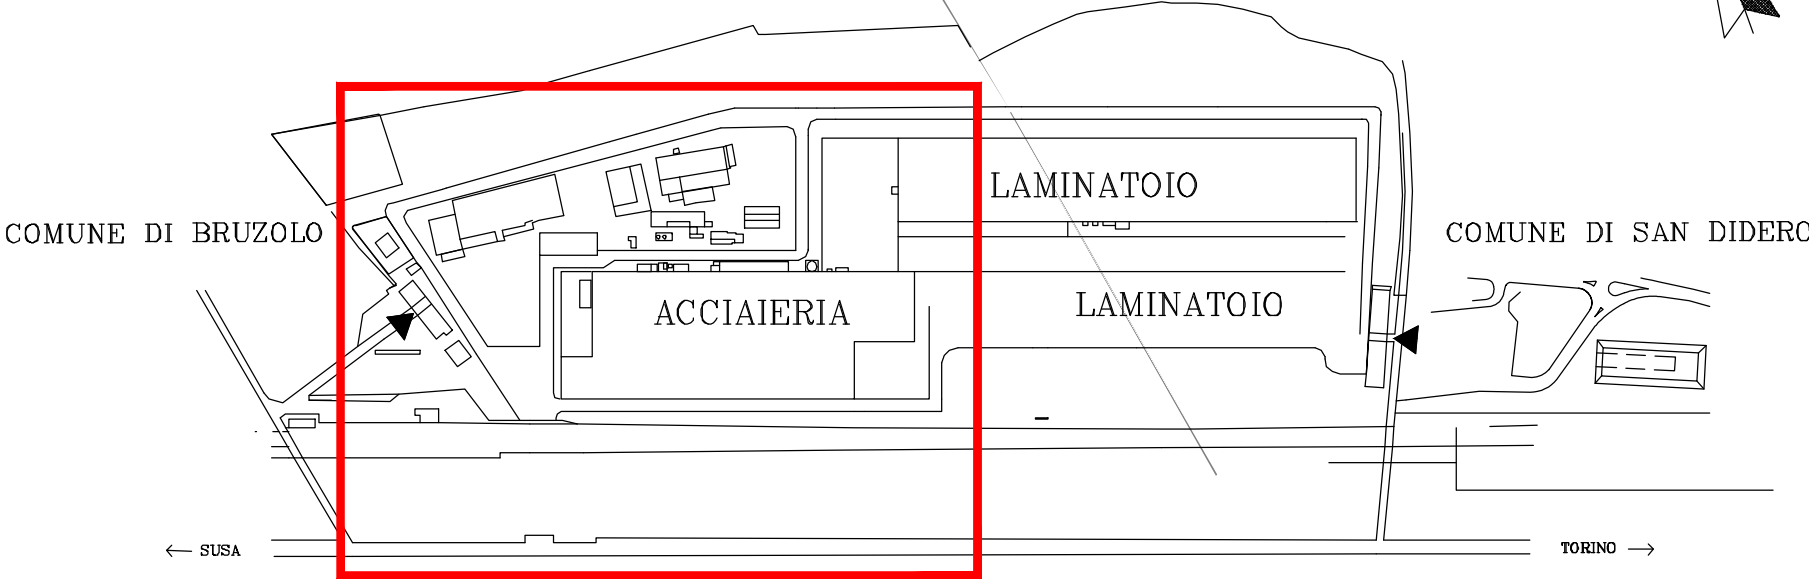 LAMINATOIO
COMUNE DI BRUZOLO
COMUNE DI SAN DIDERO
ACCIAIERIA
LAMINATOIO
← SUSA
TORINO →